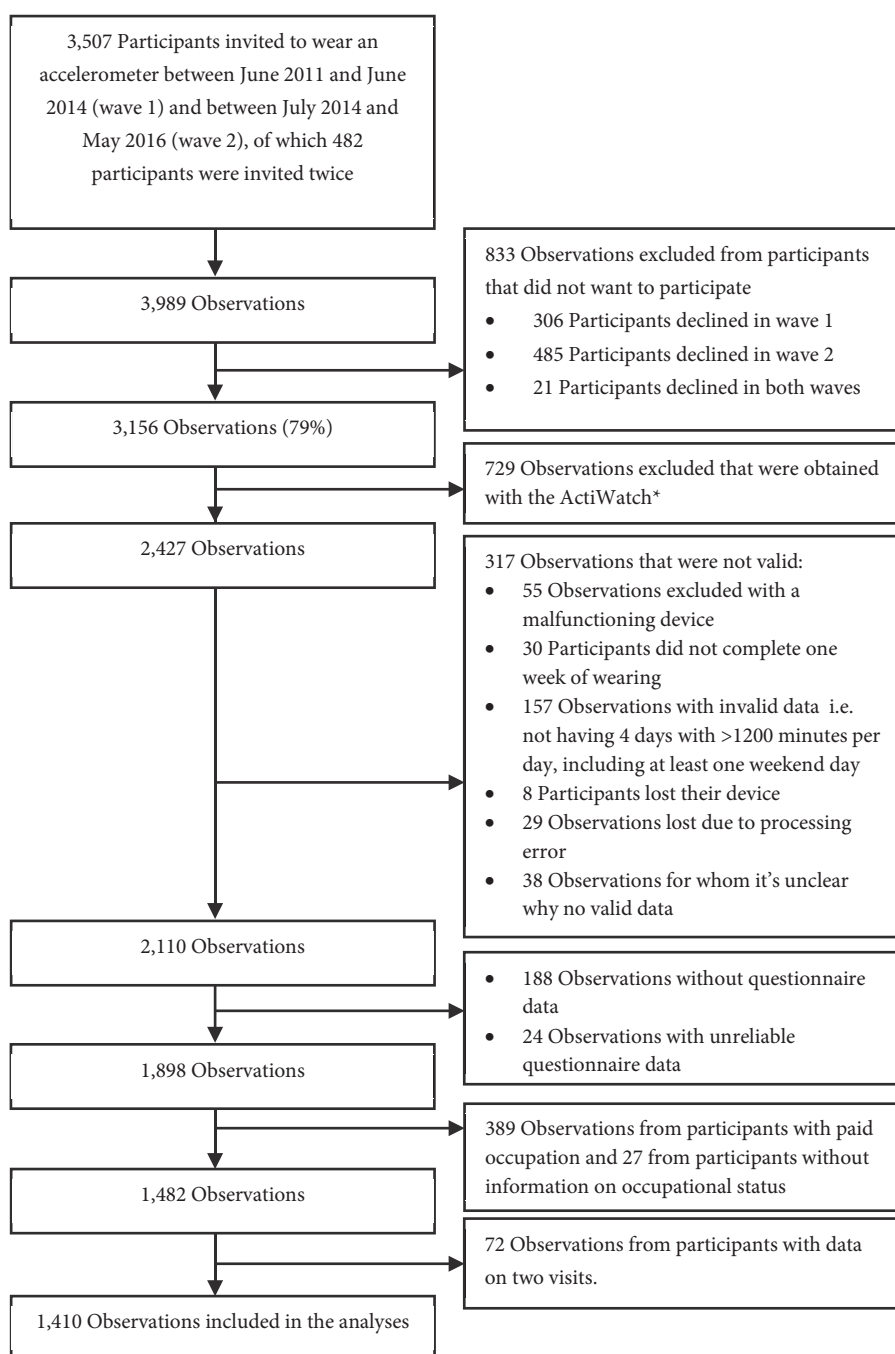 3,507 Participants invited to wear an
accelerometer between June 2011 and June
2014 (wave 1) and between July 2014 and
May 2016 (wave 2), of which 482
participants were invited twice
3,989 Observations
833 Observations excluded from participants
that did not want to participate
• 306 Participants declined in wave 1
• 485 Participants declined in wave 2
• 21 Participants declined in both waves
3,156 Observations (79%)
729 Observations excluded that were obtained
with the ActiWatch*
2,427 Observations
317 Observations that were not valid:
• 55 Observations excluded with a
malfunctioning device
• 30 Participants did not complete one
week of wearing
• 157 Observations with invalid data i.e.
not having 4 days with >1200 minutes per
day, including at least one weekend day
• 8 Participants lost their device
• 29 Observations lost due to processing
error
• 38 Observations for whom it's unclear
why no valid data
2,110 Observations
• 188 Observations without questionnaire
data
• 24 Observations with unreliable
questionnaire data
1,898 Observations
389 Observations from participants with paid
occupation and 27 from participants without
information on occupational status
1,482 Observations
72 Observations from participants with data
on two visits.
1,410 Observations included in the analyses